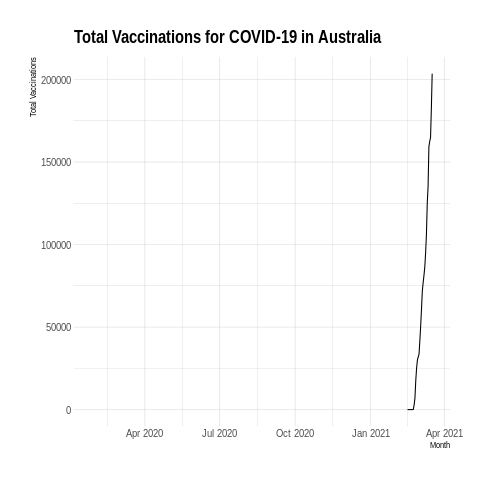 Total Vaccinations for COVID-19 in Australia
Total Vaccinations
200000
150000
100000
50000
0
Apr 2020 Jul 2020 Oct 2020 Jan 2021 Apr 2021
Month